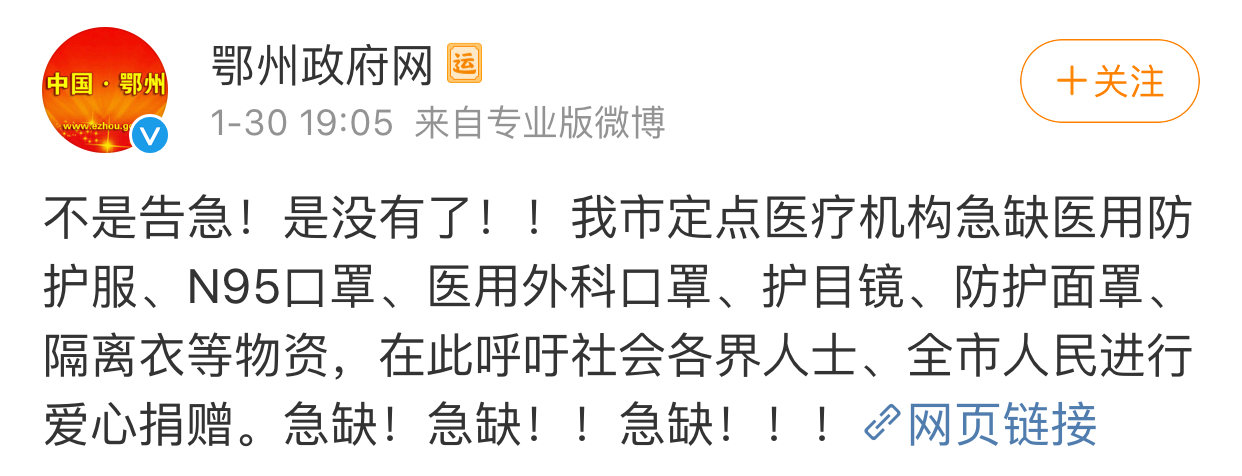 中国·鄂州
www.ezhou.go
鄂州政府网 运
1-30 19:05 来自专业版微博
+关注
不是告急！是没有了！！我市定点医疗机构急缺医用防
护服、N95口罩、医用外科口罩、护目镜、防护面罩、
隔离衣等物资，在此呼吁社会各界人士、全市人民进行
爱心捐赠。急缺！急缺！！急缺！！！网页链接